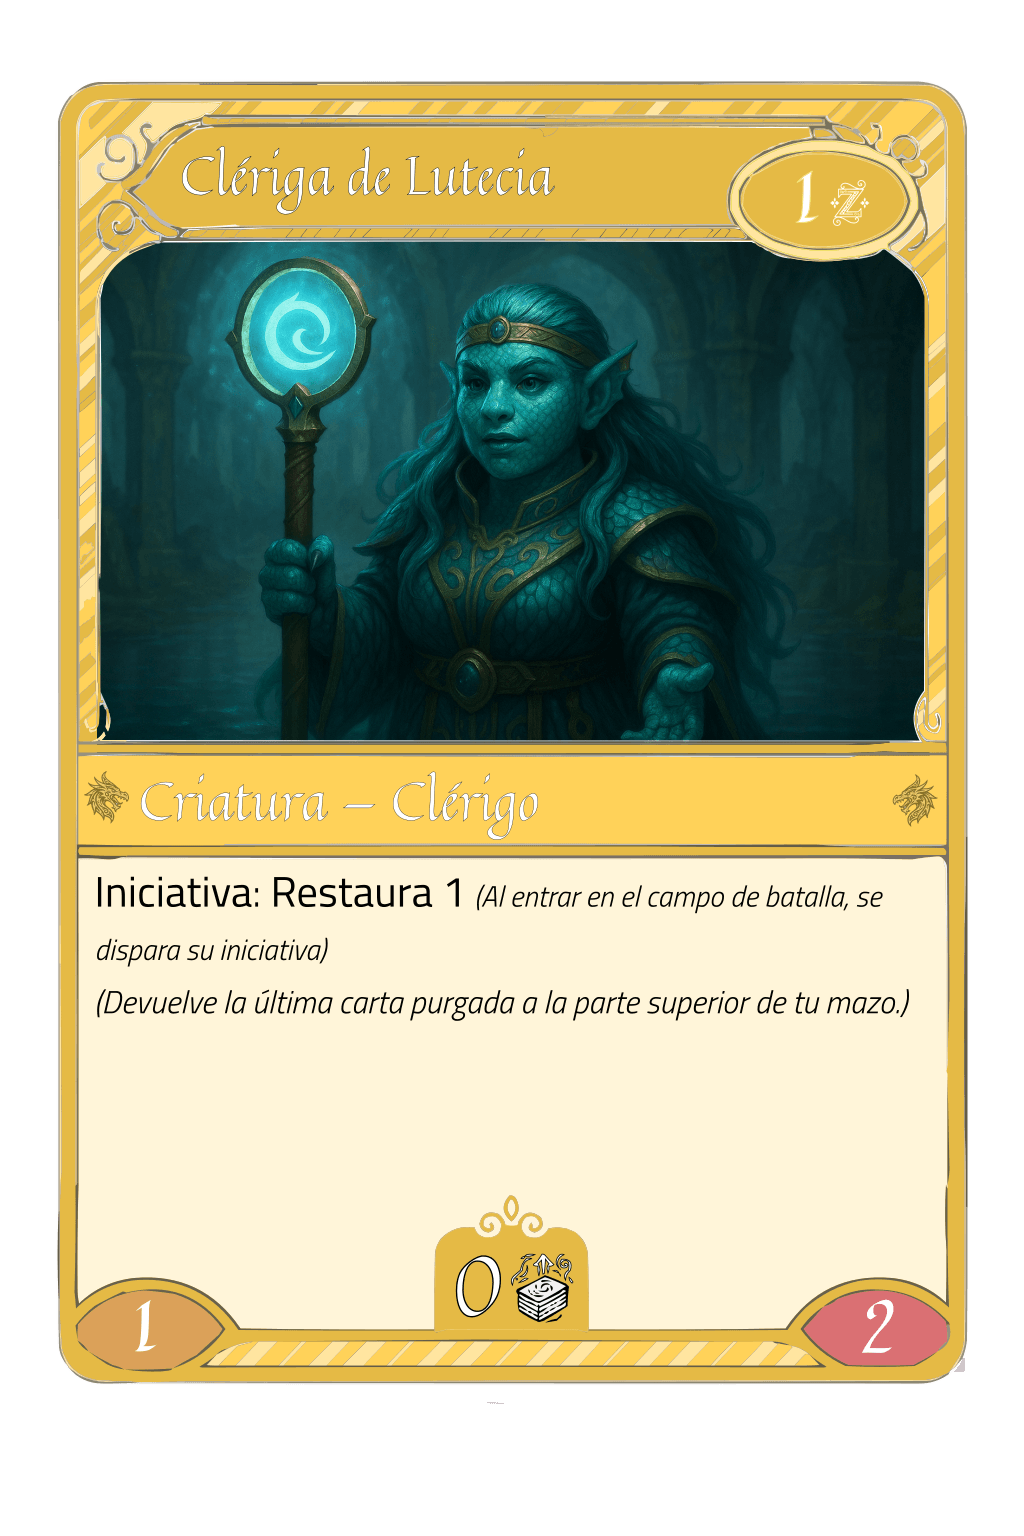 Clériga de Lutecia
1 Z
Criatura – Clérigo
Iniciativa: Restaura 1 (Al entrar en el campo de batalla, se
dispara su iniciativa)
(Devuelve la última carta purgada a la parte superior de tu mazo.)
0
1
2